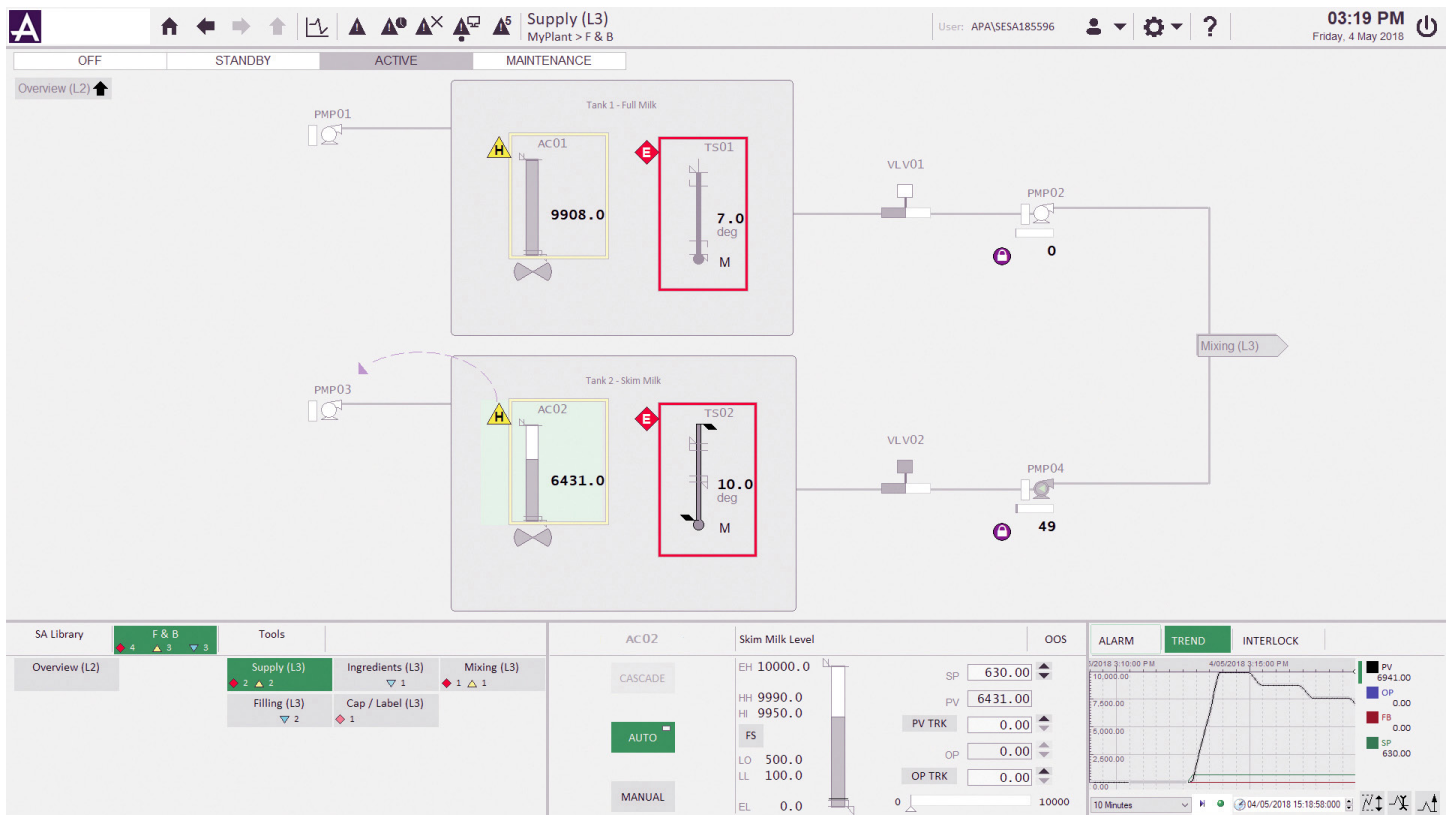 A
5
Supply (L3)
MyPlant > F & B
User: APA\SESA185596
?
03:19 PM
Friday, 4 May 2018
OFF
STANDBY
ACTIVE
MAINTENANCE
Overview (L2)
PMP01
Tank 1 - Full Milk
H
AC01
9908.0
E
TS01
7.0
deg
M
VLV01
PMP02
0
Mixing (L3)
PMP03
Tank 2 - Skim Milk
H
AC02
6431.0
E
TS02
10.0
deg
M
VLV02
PMP04
49
SA Library
F & B
4 3 3
Tools
Overview (L2)
Supply (L3)
2 2
Ingredients (L3)
1
Mixing (L3)
1 1
Filling (L3)
2
Cap / Label (L3)
1
AC02
Skim Milk Level
OOS
CASCADE
AUTO
MANUAL
EH 10000.0
HH 9990.0
HI 9950.0
FS
LO 500.0
LL 100.0
EL 0.0
N
SP 630.00
PV 6431.00
PV TRK 0.00
OP 0.00
OP TRK 0.00
0 10000
ALARM
TREND
INTERLOCK
5/2018 3:10:00 PM
4/05/2018 3:15:00 PM
10,000.00
7,500.00
5,000.00
2,500.00
0.00
PV
6941.00
OP
0.00
FB
0.00
SP
630.00
10 Minutes
04/05/2018 15:18:58:000